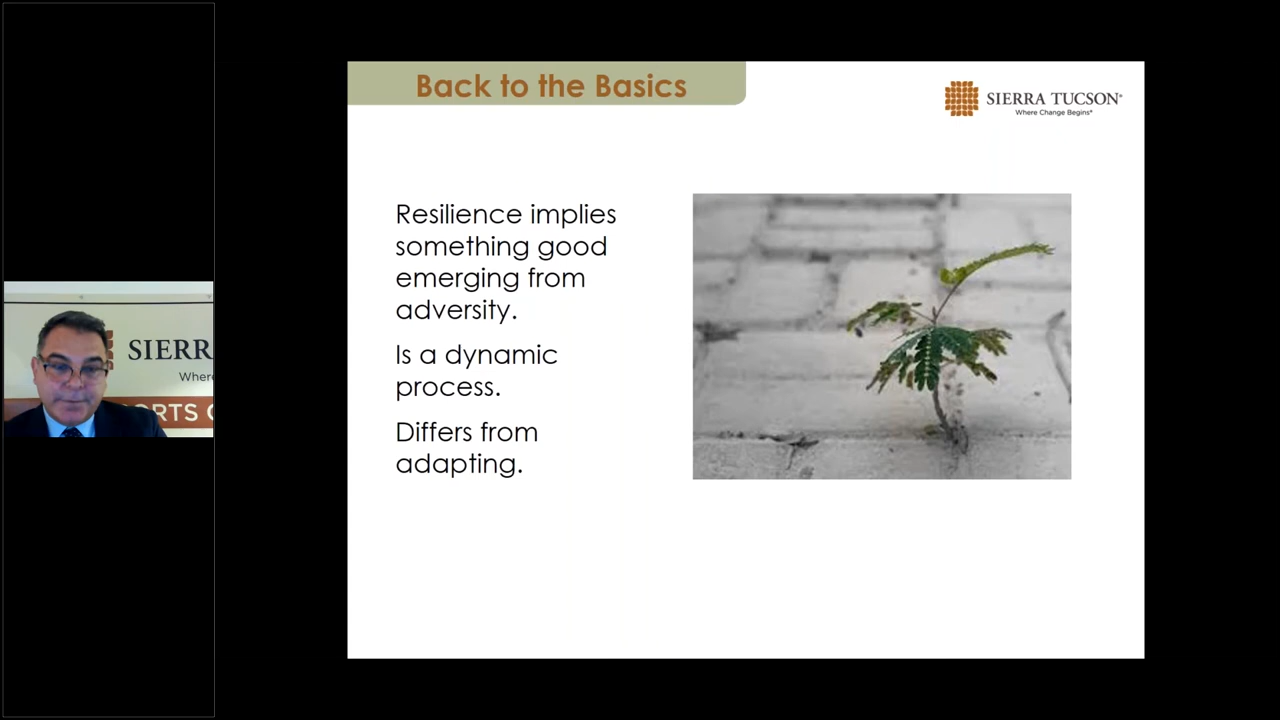 Back to the Basics
SIERRA TUCSON®
Where Change Begins®
Resilience implies
something good
emerging from
adversity.
Is a dynamic
process.
Differs from
adapting.
SIERR
Where
ORTS